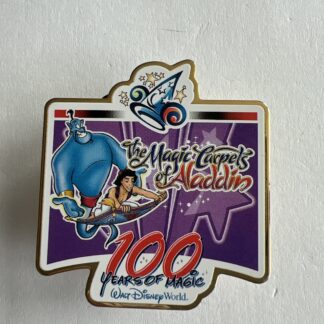 The Magic Carpets
of Aladdin
100
YEARS OF MAGIC
WALT DISNEY World